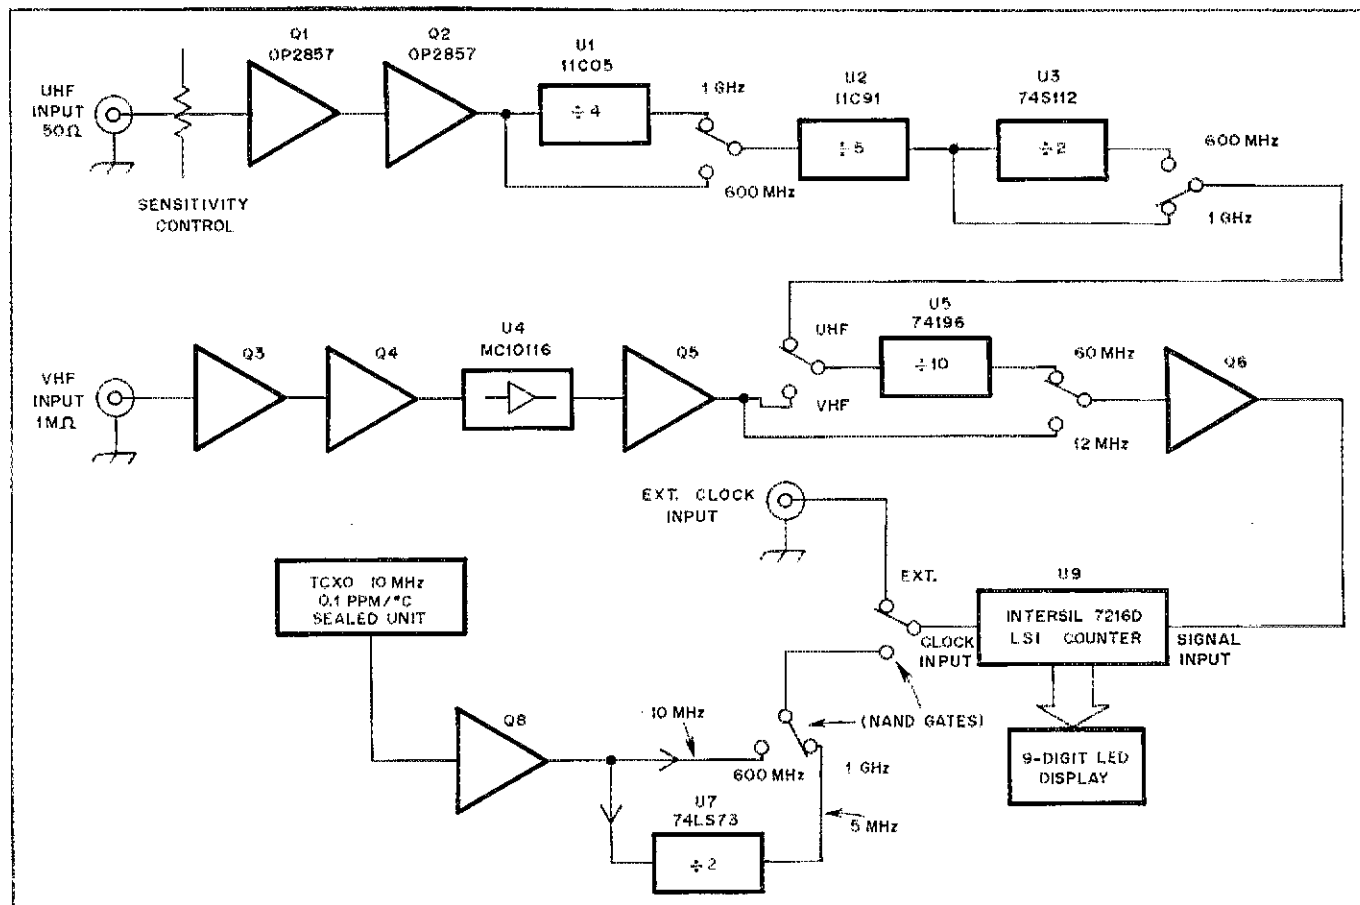 Q1
OP2857
Q2
OP2857
U1
11C05
÷4
1 GHz
600 MHz
U2
11C91
÷5
U3
74S112
÷2
600 MHz
1 GHz
UHF
INPUT
50Ω
SENSITIVITY
CONTROL
VHF
INPUT
1MΩ
Q3
Q4
U4
MC10116
Q5
UHF
VHF
U5
74196
÷10
60 MHz
12 MHz
Q6
EXT. CLOCK
INPUT
TCXO 10 MHz
0.1 PPM/°C
SEALED UNIT
EXT.
CLOCK
INPUT
U9
INTERSIL 7216D
LSI COUNTER
SIGNAL
INPUT
(NAND GATES)
9-DIGIT LED
DISPLAY
Q8
10 MHz
600 MHz
1 GHz
5 MHz
U7
74LS73
÷2